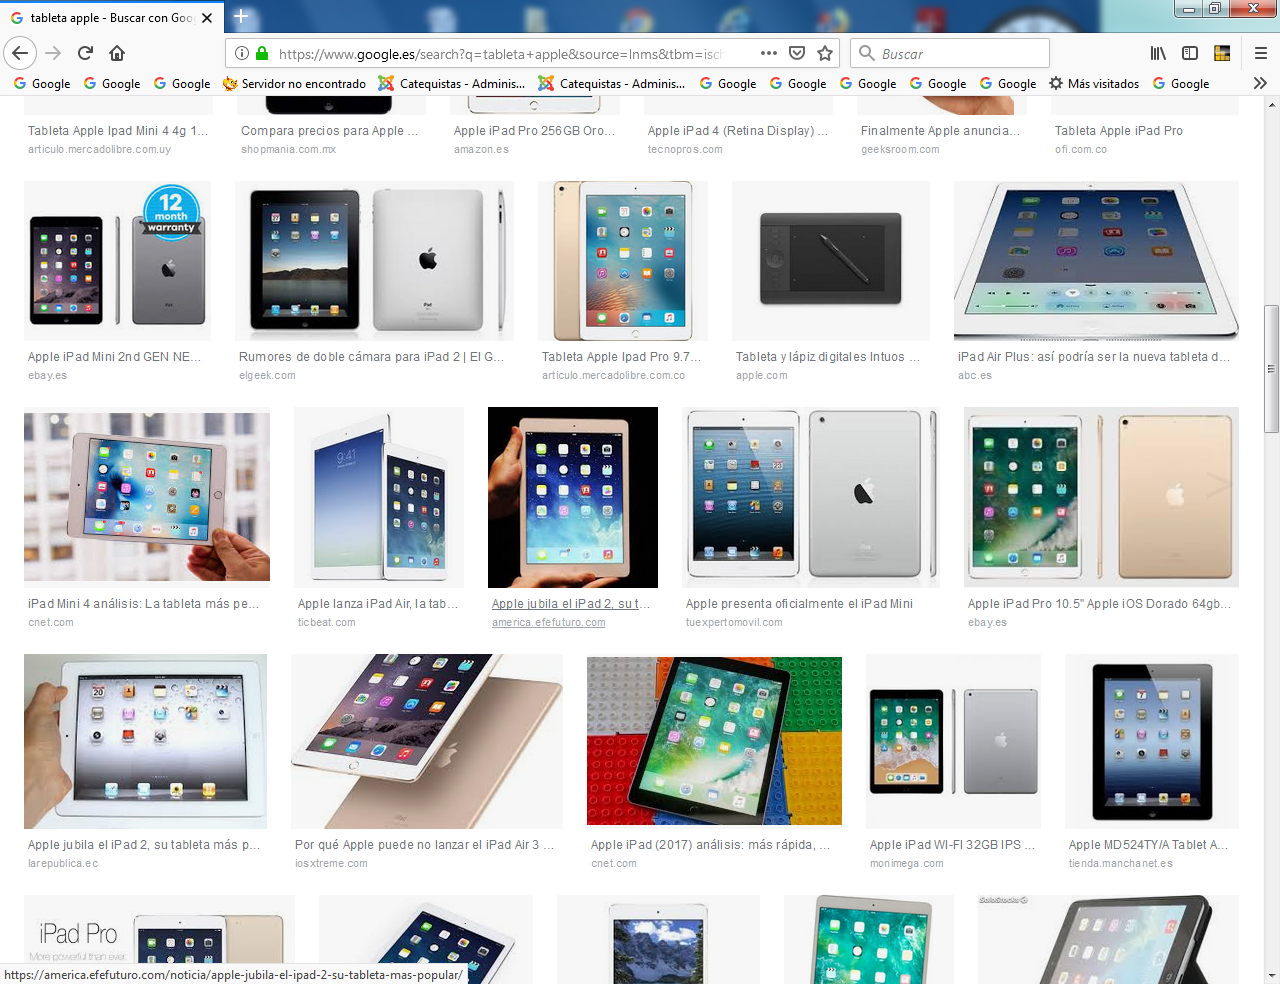 tableta apple - Buscar con Goo
https://www.google.es/search?q=tableta+apple&source=lnms&tbm=isch
Buscar
Google
Google
Google
Servidor no encontrado
Catequistas - Adminis...
Catequistas - Adminis...
Google
Google
Google
Google
Google
Más visitados
Google
Tableta Apple Ipad Mini 4 4g 1...
articulo.mercadolibre.com.uy
Compara precios para Apple ...
shopmania.com.mx
Apple iPad Pro 256GB Oro...
amazon.es
Apple iPad 4 (Retina Display) ...
tecnopros.com
Finalmente Apple anuncia...
geeksroom.com
Tableta Apple iPad Pro
ofi.com.co
12
month
warranty
Apple iPad Mini 2nd GEN NE...
ebay.es
Rumores de doble cámara para iPad 2 | El G...
elgeek.com
Tableta Apple Ipad Pro 9.7...
articulo.mercadolibre.com.co
Tableta y lápiz digitales Intuos ...
apple.com
iPad Air Plus: así podría ser la nueva tableta d...
abc.es
9:41
iPad Mini 4 análisis: La tableta más pe...
cnet.com
Apple lanza iPad Air, la tab...
ticbeat.com
Apple jubila el iPad 2, su t...
america.efefuturo.com
Apple presenta oficialmente el iPad Mini
tuexpertomovil.com
Apple iPad Pro 10.5" Apple iOS Dorado 64gb...
ebay.es
Apple jubila el iPad 2, su tableta más p...
larepublica.ec
Por qué Apple puede no lanzar el iPad Air 3 ...
iosxtreme.com
Apple iPad (2017) análisis: más rápida, ...
cnet.com
Apple iPad WI-FI 32GB IPS ...
monimega.com
Apple MD524TY/A Tablet A...
tienda.manchanet.es
iPad Pro
More powerful than ever.
SoloStocks
https://america.efefuturo.com/noticia/apple-jubila-el-ipad-2-su-tableta-mas-popular/